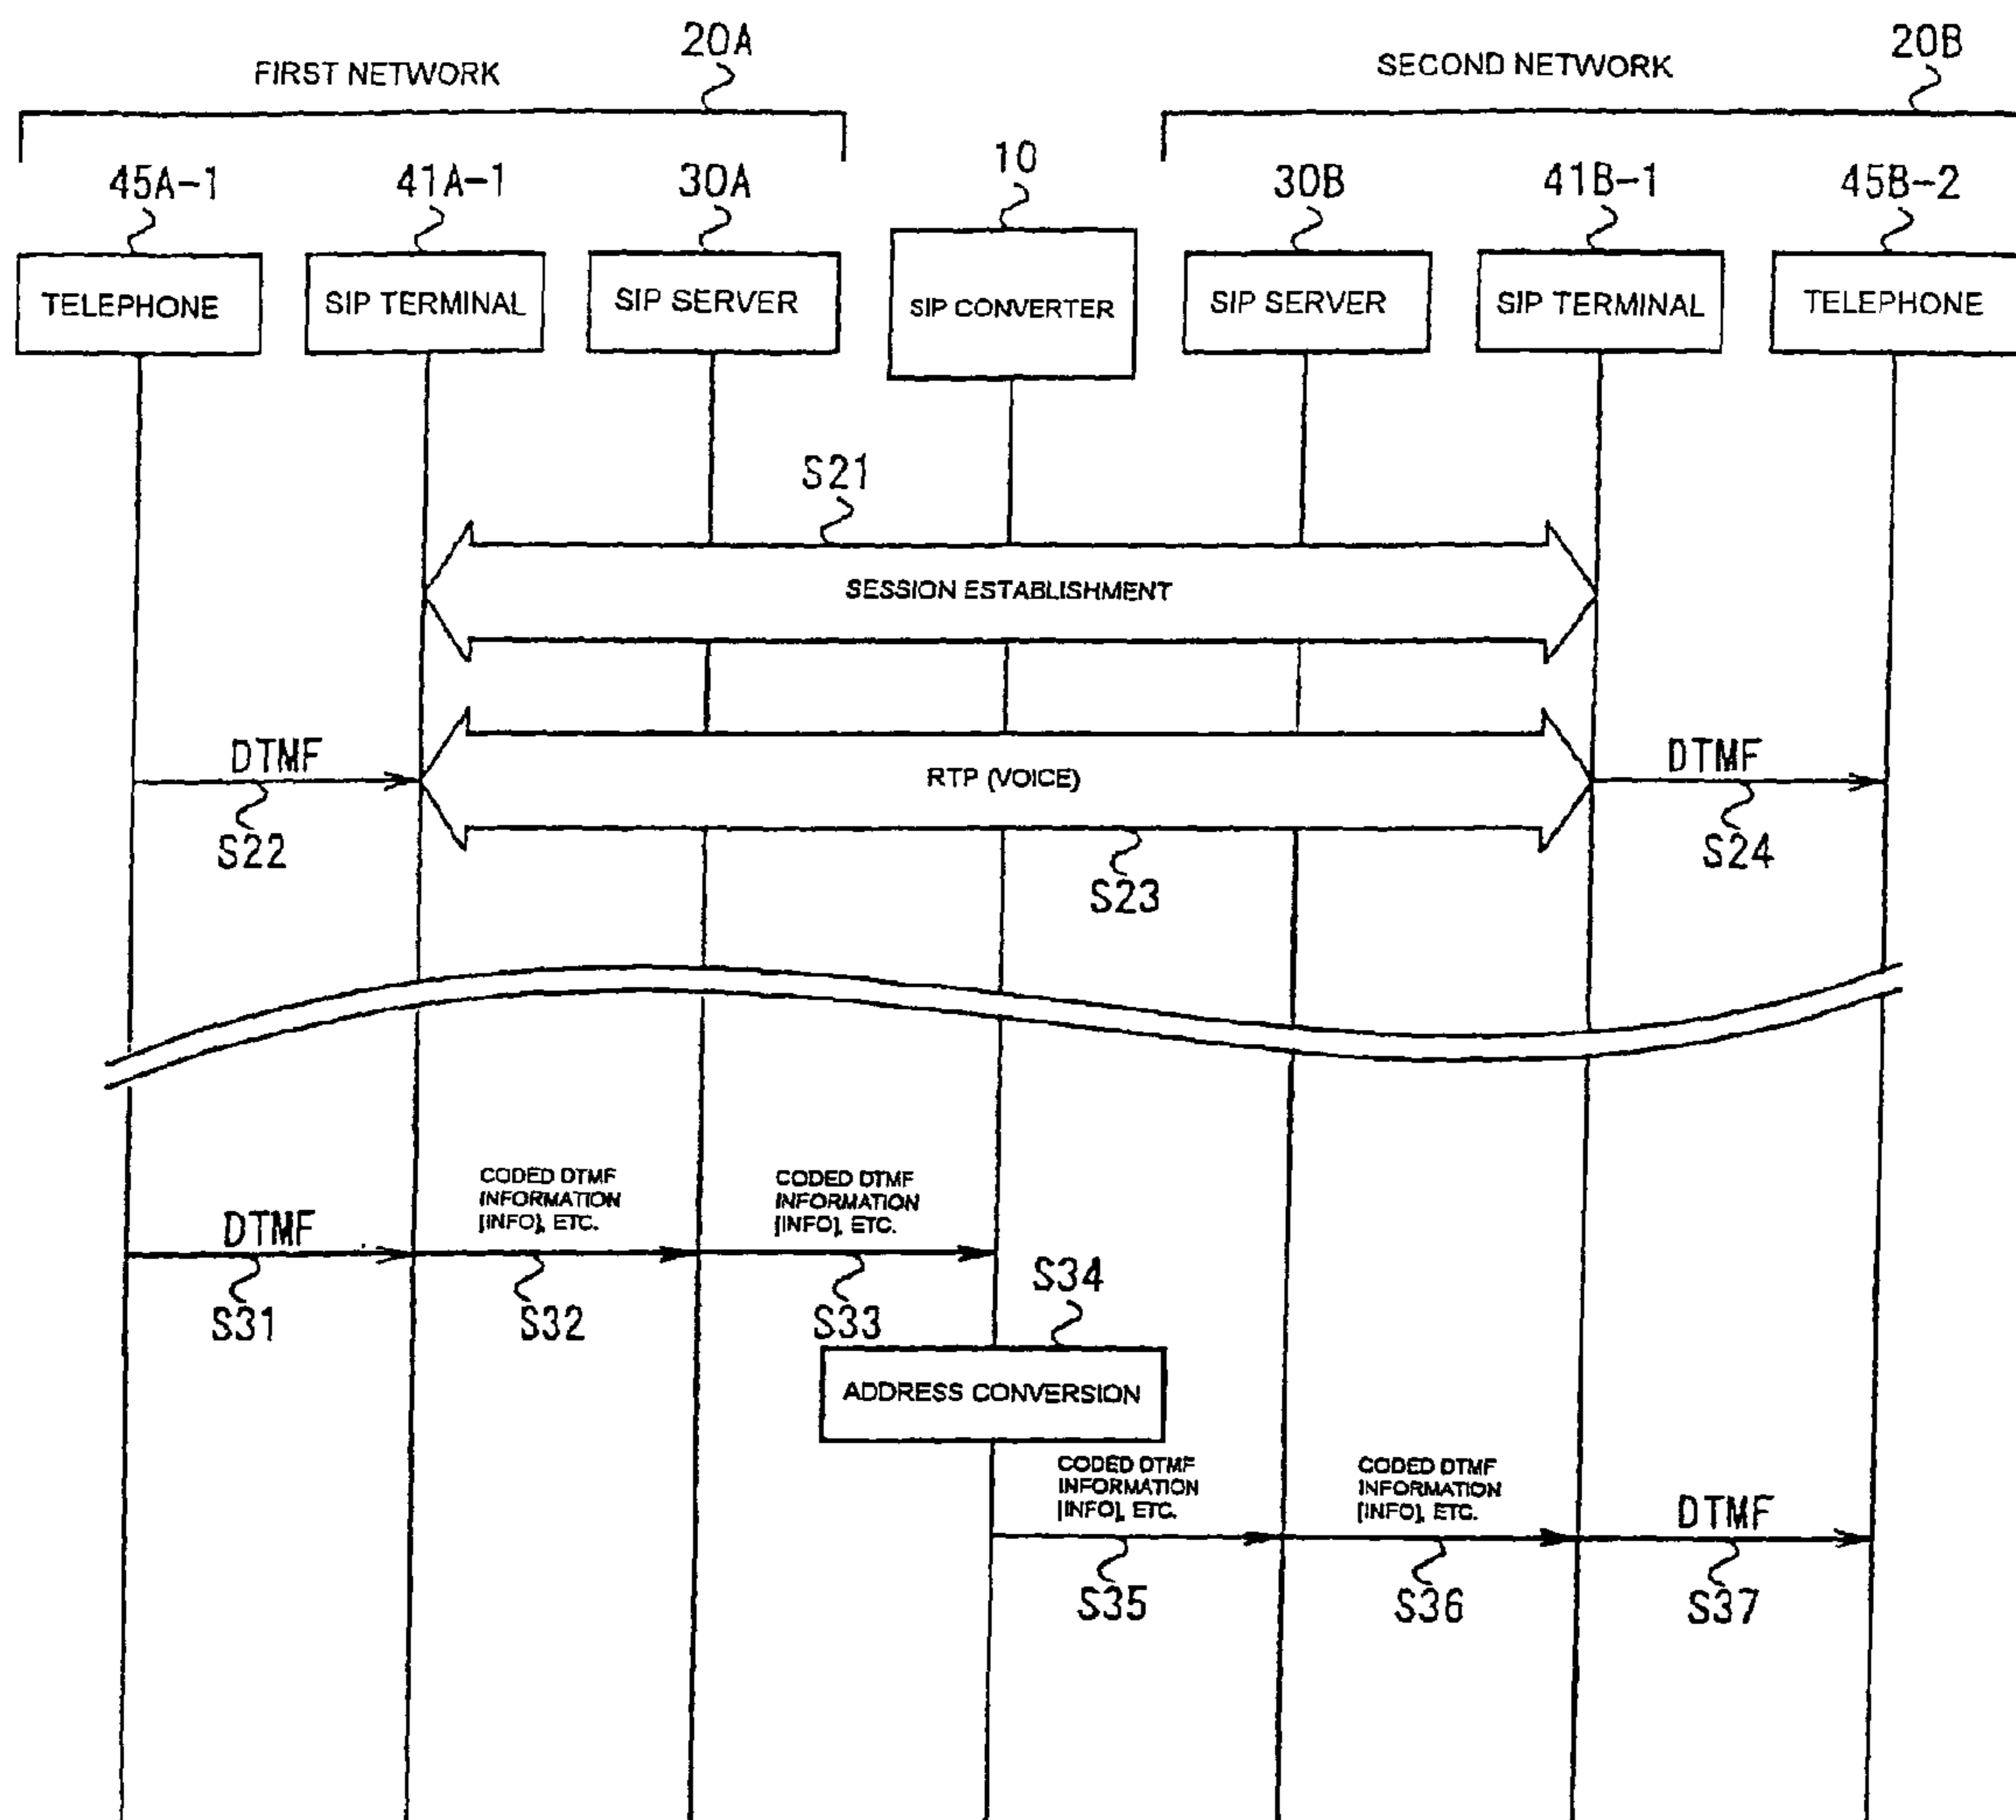 FIRST NETWORK
20A
SECOND NETWORK
20B
45A-1
41A-1
30A
10
30B
41B-1
45B-2
TELEPHONE
SIP TERMINAL
SIP SERVER
SIP CONVERTER
SIP SERVER
SIP TERMINAL
TELEPHONE
S21
SESSION ESTABLISHMENT
DTMF
RTP (VOICE)
DTMF
S22
S23
S24
CODED DTMF
INFORMATION
[INFO], ETC.
CODED DTMF
INFORMATION
[INFO], ETC.
DTMF
S31
S32
S33
S34
ADDRESS CONVERSION
CODED DTMF
INFORMATION
[INFO], ETC.
CODED DTMF
INFORMATION
[INFO], ETC.
DTMF
S35
S36
S37